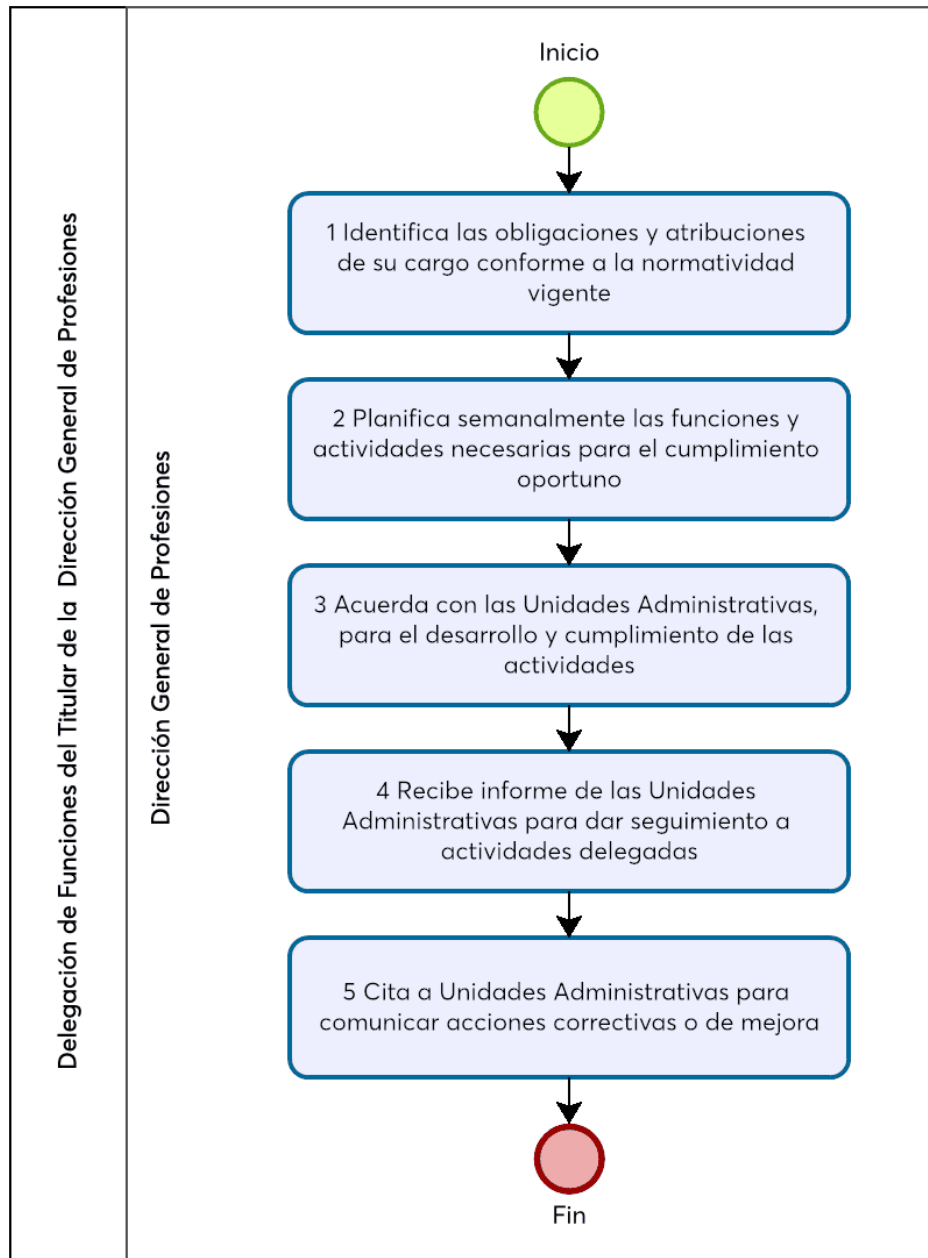 Delegación de Funciones del Titular de la Dirección General de Profesiones
Dirección General de Profesiones
Inicio
1 Identifica las obligaciones y atribuciones
de su cargo conforme a la normatividad
vigente
2 Planifica semanalmente las funciones y
actividades necesarias para el cumplimiento
oportuno
3 Acuerda con las Unidades Administrativas,
para el desarrollo y cumplimiento de las
actividades
4 Recibe informe de las Unidades
Administrativas para dar seguimiento a
actividades delegadas
5 Cita a Unidades Administrativas para
comunicar acciones correctivas o de mejora
Fin